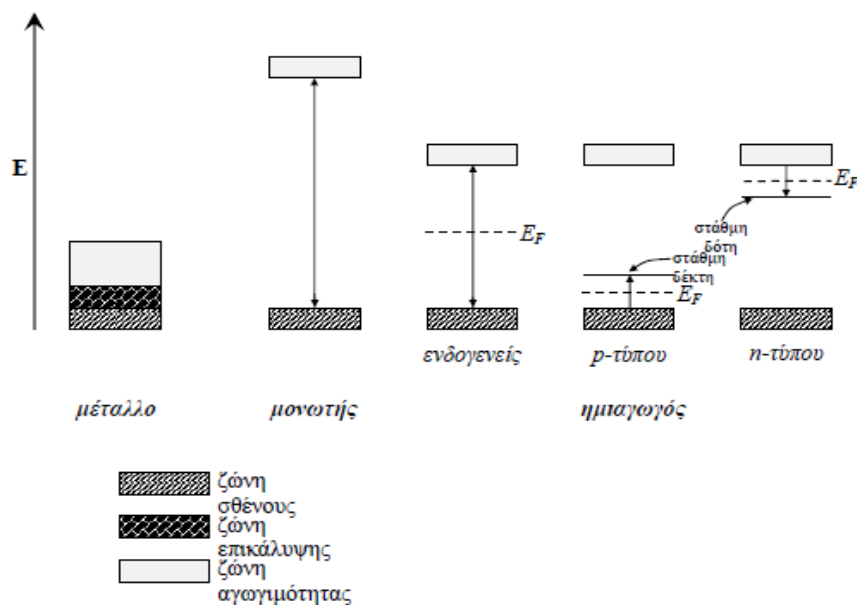 E
E_F
E_F
στάθμη
δότη
στάθμη
δέκτη
E_F
ενδογενείς
p-τύπου
n-τύπου
μέταλλο
μονωτής
ημιαγωγός
ζώνη
σθένους
ζώνη
επικάλυψης
ζώνη
αγωγιμότητας